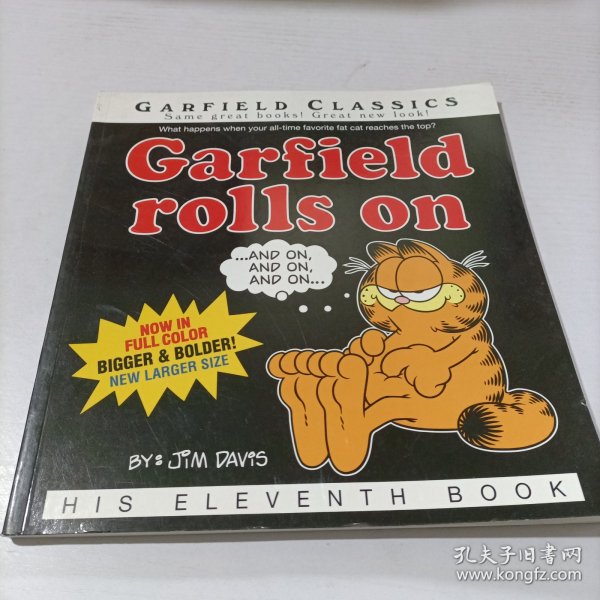 GARFIELD CLASSICS
Same great books! Great new look!
What happens when your all-time favorite fat cat reaches the top?
Garfield
rolls on
...AND ON,
AND ON,
AND ON...
NOW IN
FULL COLOR
BIGGER & BOLDER!
NEW LARGER SIZE
BY: JIM DAVIS
HIS ELEVENTH BOOK
孔夫子旧书网
www.kongfz.com